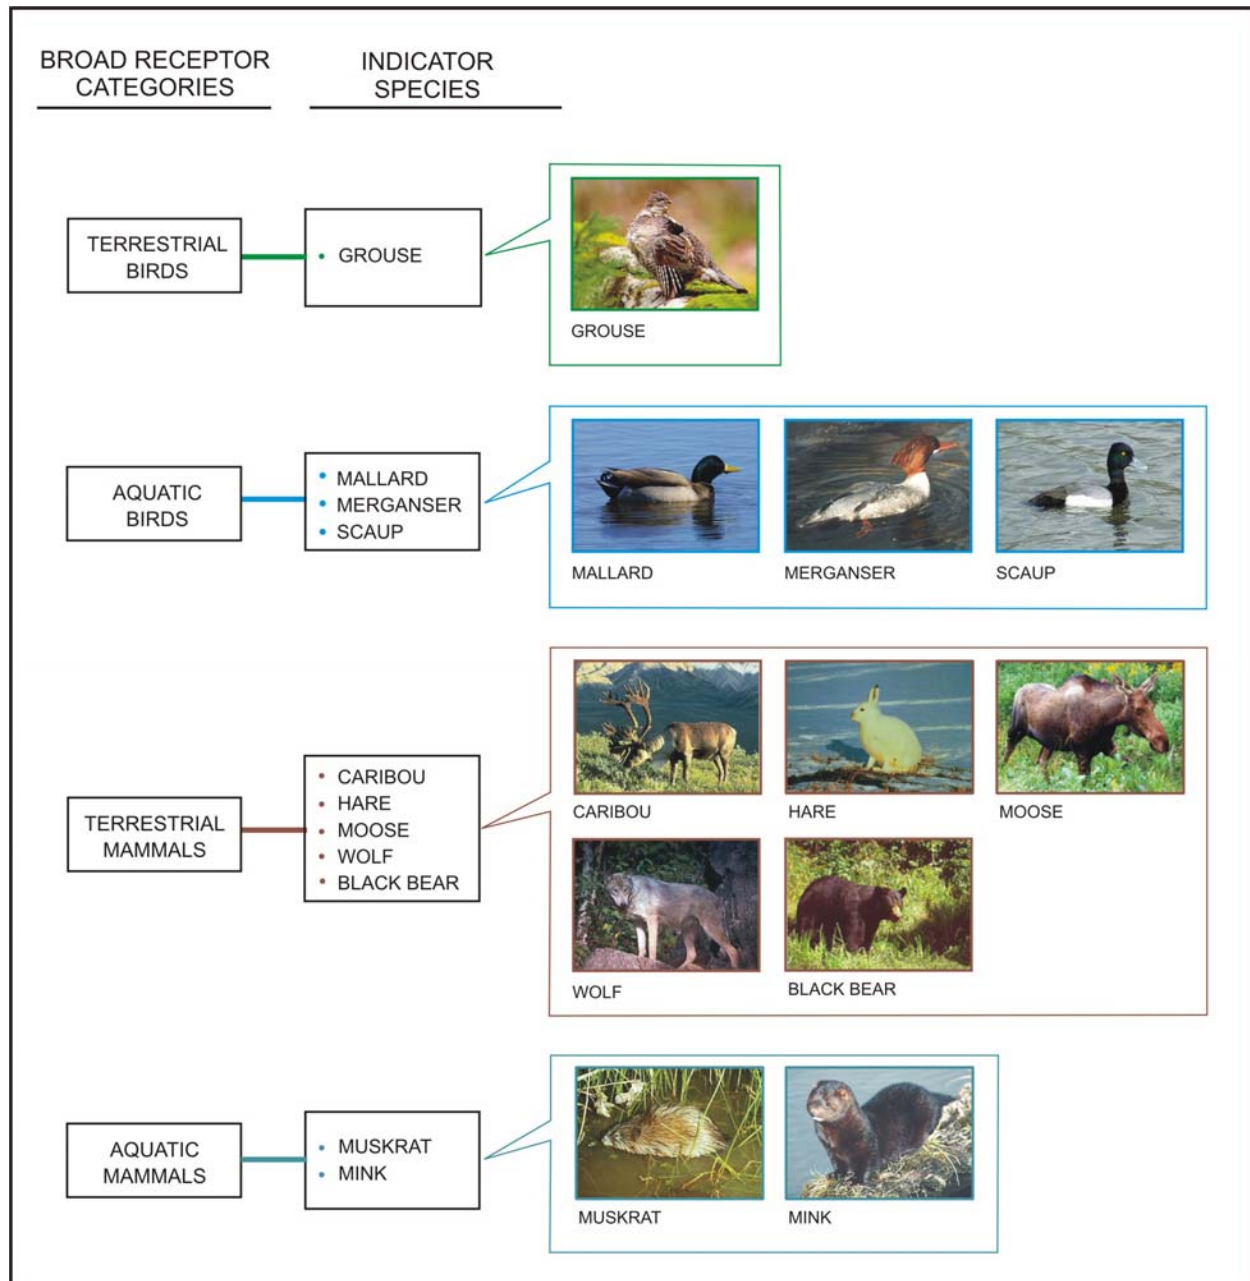 BROAD RECEPTOR
CATEGORIES
INDICATOR
SPECIES
TERRESTRIAL
BIRDS
• GROUSE
GROUSE
AQUATIC
BIRDS
• MALLARD
• MERGANSER
• SCAUP
MALLARD
MERGANSER
SCAUP
TERRESTRIAL
MAMMALS
• CARIBOU
• HARE
• MOOSE
• WOLF
• BLACK BEAR
CARIBOU
HARE
MOOSE
WOLF
BLACK BEAR
AQUATIC
MAMMALS
• MUSKRAT
• MINK
MUSKRAT
MINK